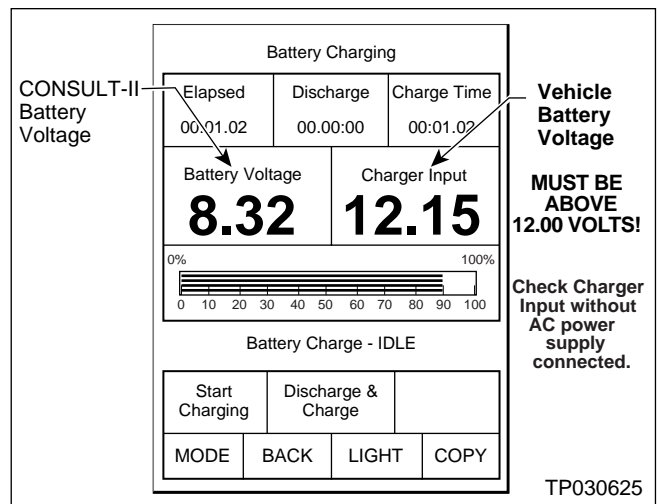 Battery Charging
CONSULT-II
Battery
Voltage
Elapsed
00:01.02
Discharge
00.00:00
Charge Time
00:01.02
Vehicle
Battery
Voltage
Battery Voltage
8.32
Charger Input
12.15
MUST BE
ABOVE
12.00 VOLTS!
0% 100%
0 10 20 30 40 50 60 70 80 90 100
Check Charger
Input without
AC power
supply
connected.
Battery Charge - IDLE
Start
Charging
Discharge &
Charge
MODE BACK LIGHT COPY
TP030625